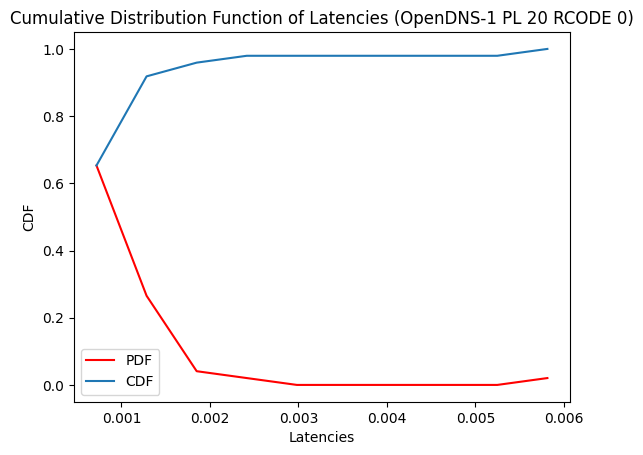 Cumulative Distribution Function of Latencies (OpenDNS-1 PL 20 RCODE 0)
1.0
0.8
0.6
0.4
0.2
0.0
CDF
PDF
CDF
0.001
0.002
0.003
0.004
0.005
0.006
Latencies